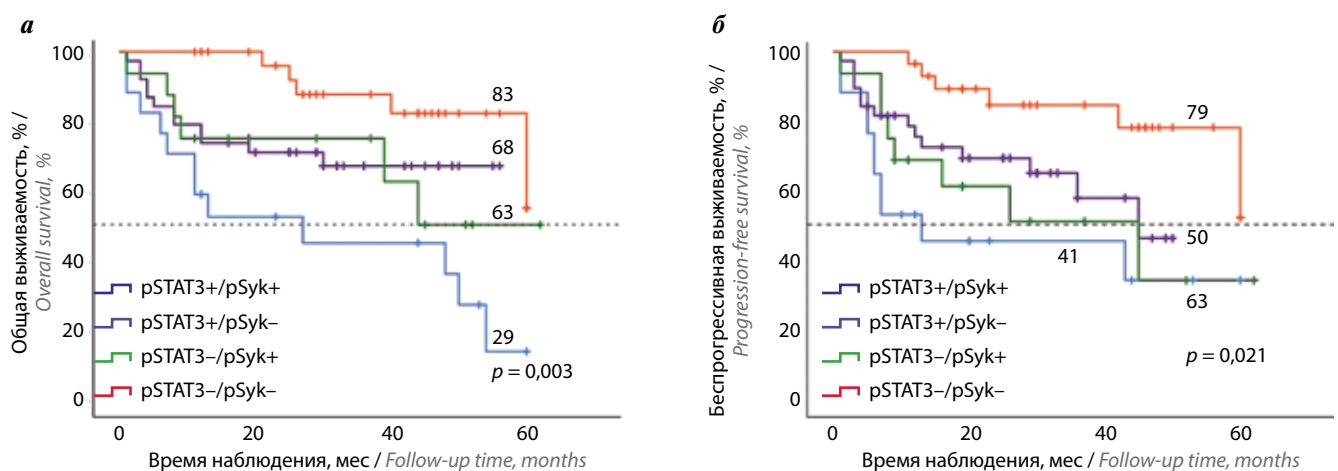 а
Общая выживаемость, % /
Overall survival, %
100
80
60
40
20
0
83
68
63
29
p = 0,003
pSTAT3+/pSyk+
pSTAT3+/pSyk–
pSTAT3–/pSyk+
pSTAT3–/pSyk–
0 20 40 60
Время наблюдения, мес / Follow-up time, months
б
Беспрогрессивная выживаемость, % /
Progression-free survival, %
100
80
60
40
20
0
79
50
41
63
p = 0,021
pSTAT3+/pSyk+
pSTAT3+/pSyk–
pSTAT3–/pSyk+
pSTAT3–/pSyk–
0 20 40 60
Время наблюдения, мес / Follow-up time, months